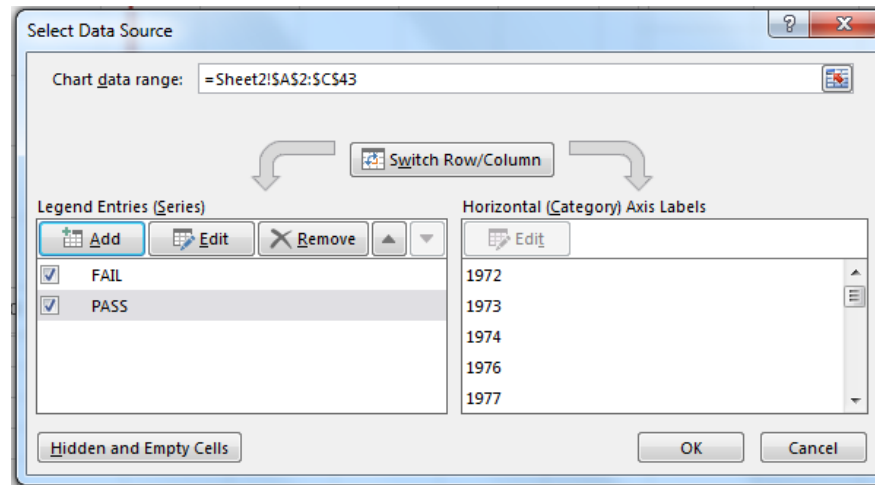 Select Data Source
Chart data range: =Sheet2!$A$2:$C$43
Switch Row/Column
Legend Entries (Series)
Add Edit Remove
FAIL
PASS
Horizontal (Category) Axis Labels
Edit
1972
1973
1974
1976
1977
Hidden and Empty Cells
OK Cancel